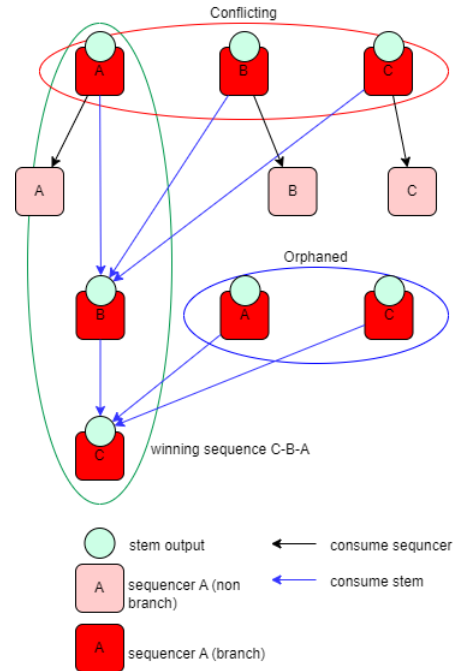 Conflicting
A
B
C
A
B
C
Orphaned
B
A
C
C
winning sequence C-B-A
stem output
consume sequncer
A
sequencer A (non
branch)
consume stem
A
sequencer A (branch)